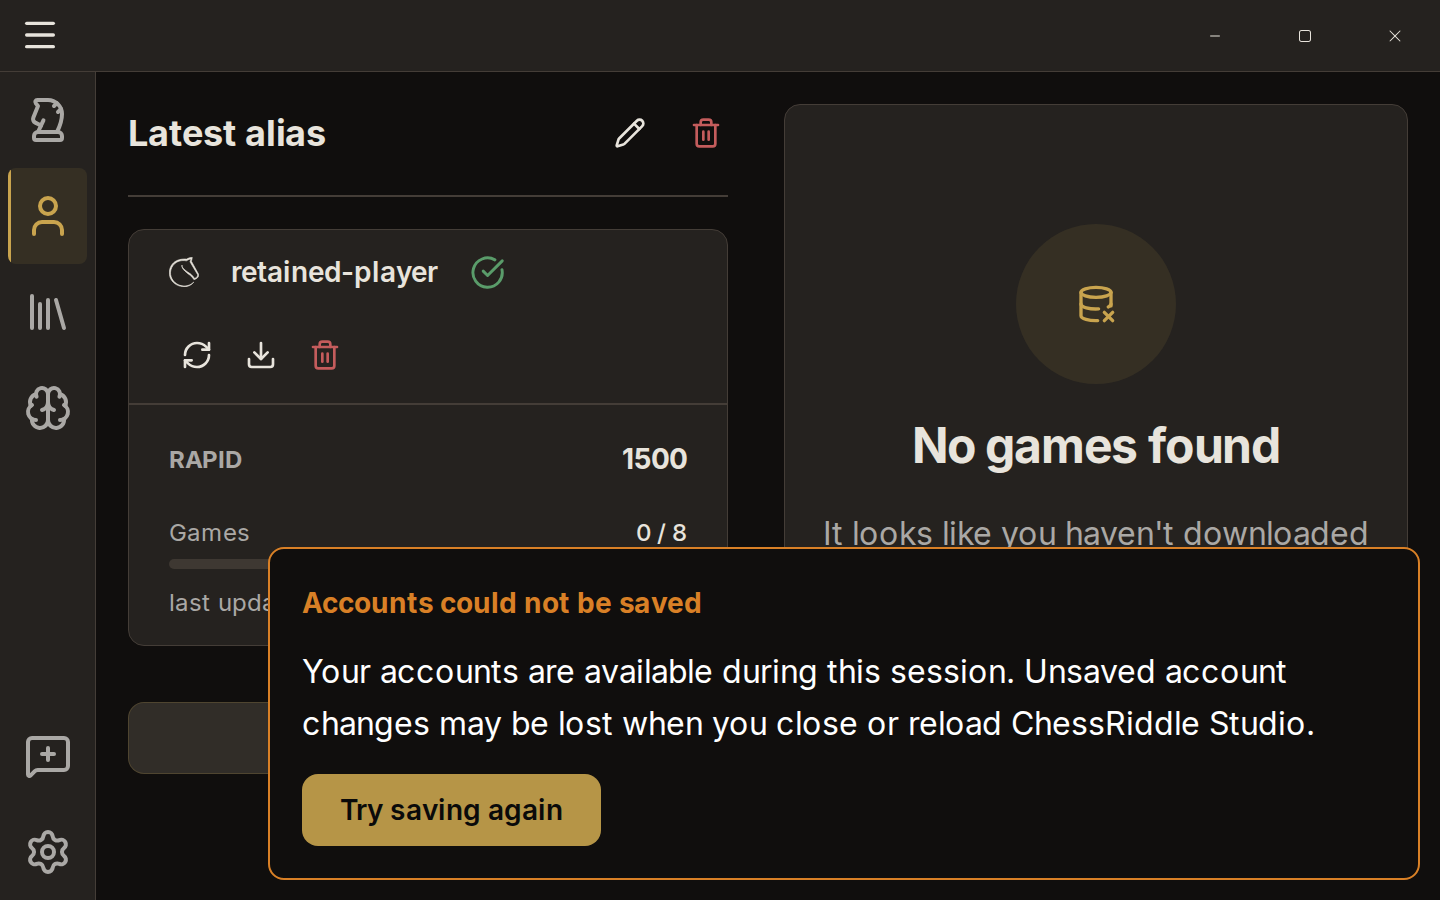 Latest alias
retained-player
RAPID
1500
Games
0 / 8
last upda
No games found
It looks like you haven't downloaded
Accounts could not be saved
Your accounts are available during this session. Unsaved account
changes may be lost when you close or reload ChessRiddle Studio.
Try saving again